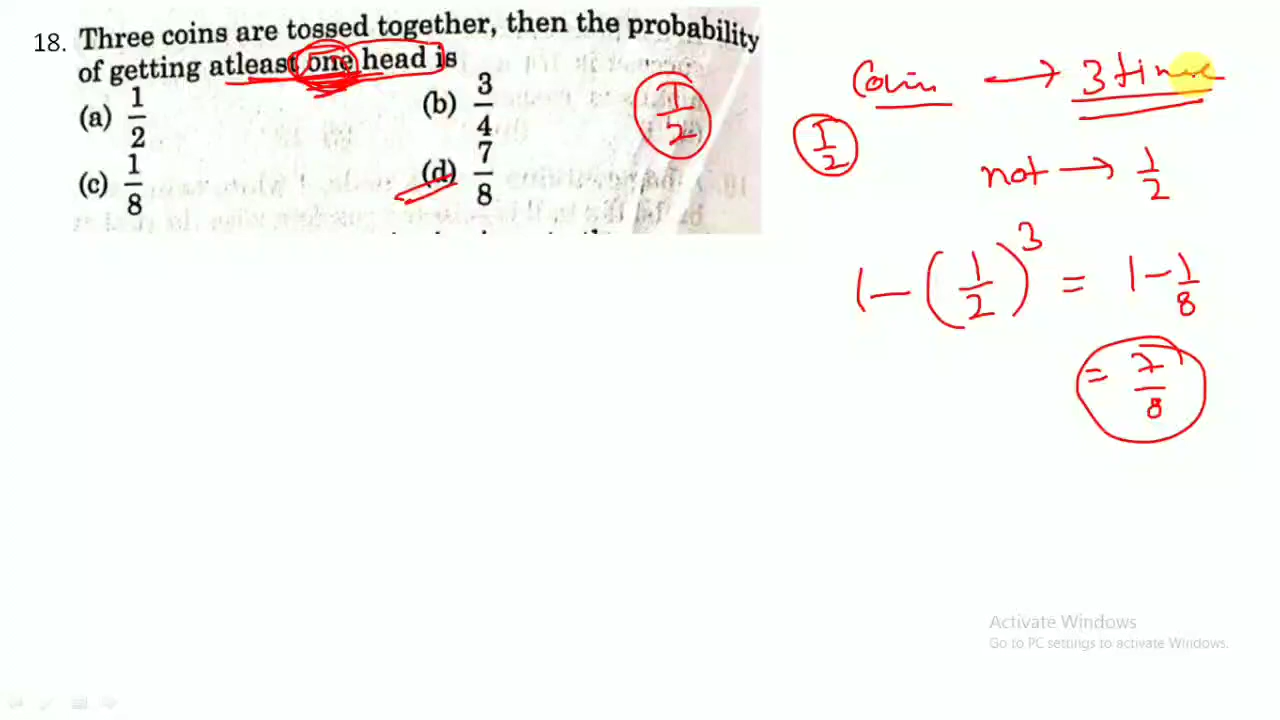 18. Three coins are tossed together, then the probability
of getting atleast one head is
(a) 1/2 (b) 3/4
(c) 1/8 (d) 7/8
1/2
Coin → 3 time
1/2
not → 1/2
1 - (1/2)^3 = 1 - 1/8
= 7/8
Activate Windows
Go to PC settings to activate Windows.